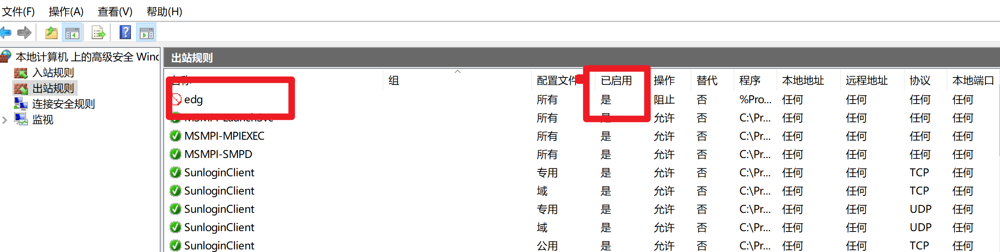 文件(F) 操作(A) 查看(V) 帮助(H)
本地计算机 上的高级安全 Wind
入站规则
出站规则
连接安全规则
监视
出站规则
名称 组 配置文件 已启用 操作 替代 程序 本地地址 远程地址 协议 本地端口
edg 所有 是 阻止 否 %Pro... 任何 任何 任何 任何
MSMPI-LaunchSvc 所有 是 允许 否 C:\Pr... 任何 任何 任何 任何
MSMPI-MPIEXEC 所有 是 允许 否 C:\Pr... 任何 任何 任何 任何
MSMPI-SMPD 所有 是 允许 否 C:\Pr... 任何 任何 任何 任何
SunloginClient 专用 是 允许 否 C:\Pr... 任何 任何 TCP 任何
SunloginClient 域 是 允许 否 C:\Pr... 任何 任何 TCP 任何
SunloginClient 专用 是 允许 否 C:\Pr... 任何 任何 UDP 任何
SunloginClient 域 是 允许 否 C:\Pr... 任何 任何 UDP 任何
SunloginClient 公用 是 允许 否 C:\Pr... 任何 任何 TCP 任何